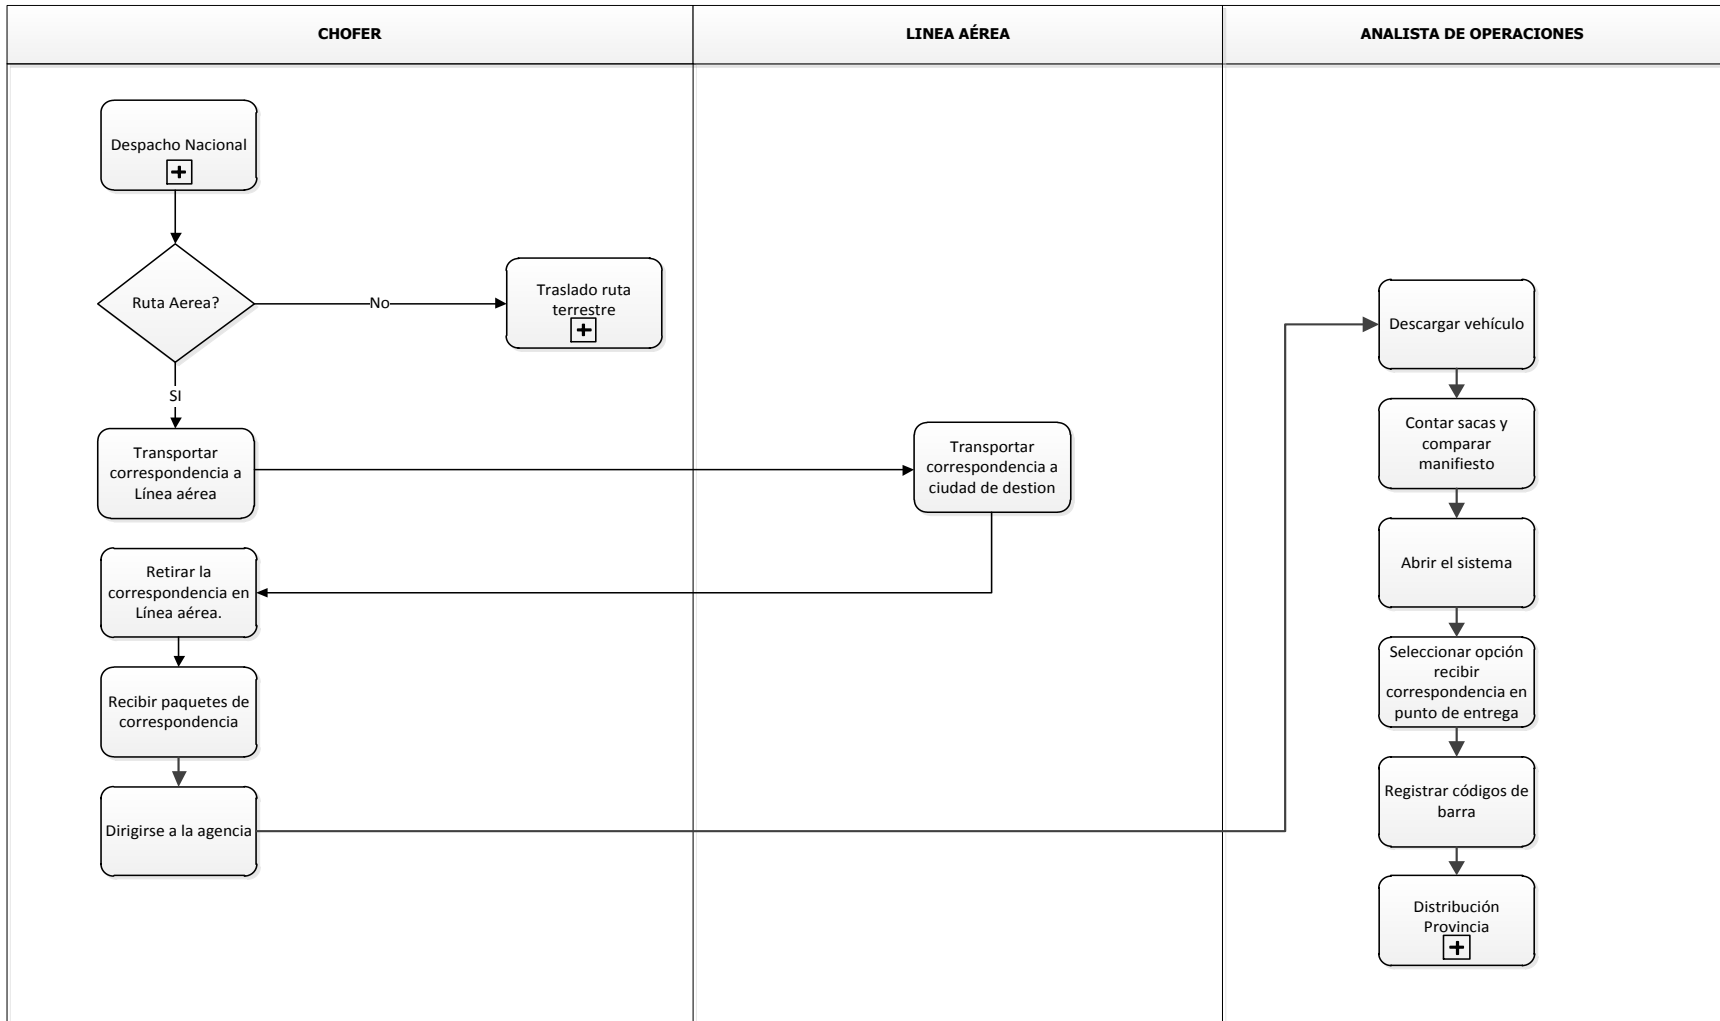 CHOFER
LINEA AÉREA
ANALISTA DE OPERACIONES
Despacho Nacional
Ruta Aerea?
No
Traslado ruta
terrestre
SI
Transportar
correspondencia a
Línea aérea
Transportar
correspondencia a
ciudad de destion
Retirar la
correspondencia en
Línea aérea.
Recibir paquetes de
correspondencia
Dirigirse a la agencia
Descargar vehículo
Contar sacas y
comparar
manifiesto
Abrir el sistema
Seleccionar opción
recibir
correspondencia en
punto de entrega
Registrar códigos de
barra
Distribución
Provincia